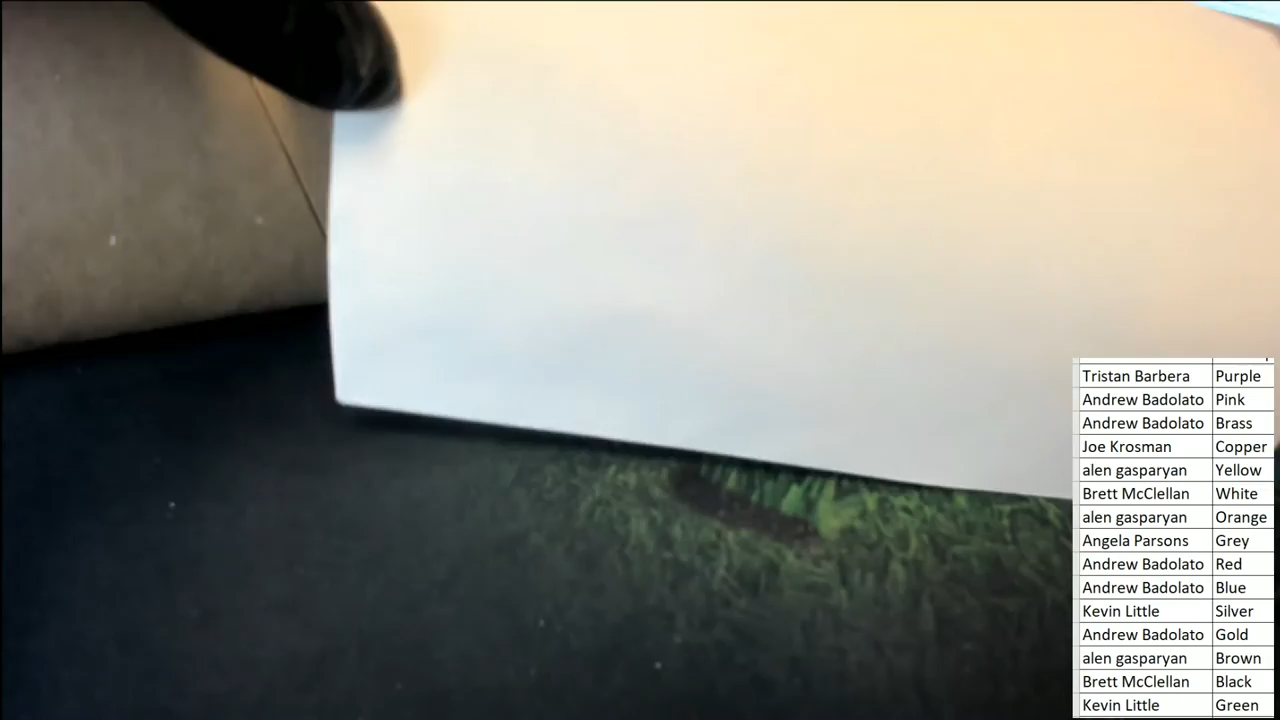 Tristan Barbera Purple
Andrew Badolato Pink
Andrew Badolato Brass
Joe Krosman Copper
alen gasparyan Yellow
Brett McClellan White
alen gasparyan Orange
Angela Parsons Grey
Andrew Badolato Red
Andrew Badolato Blue
Kevin Little Silver
Andrew Badolato Gold
alen gasparyan Brown
Brett McClellan Black
Kevin Little Green